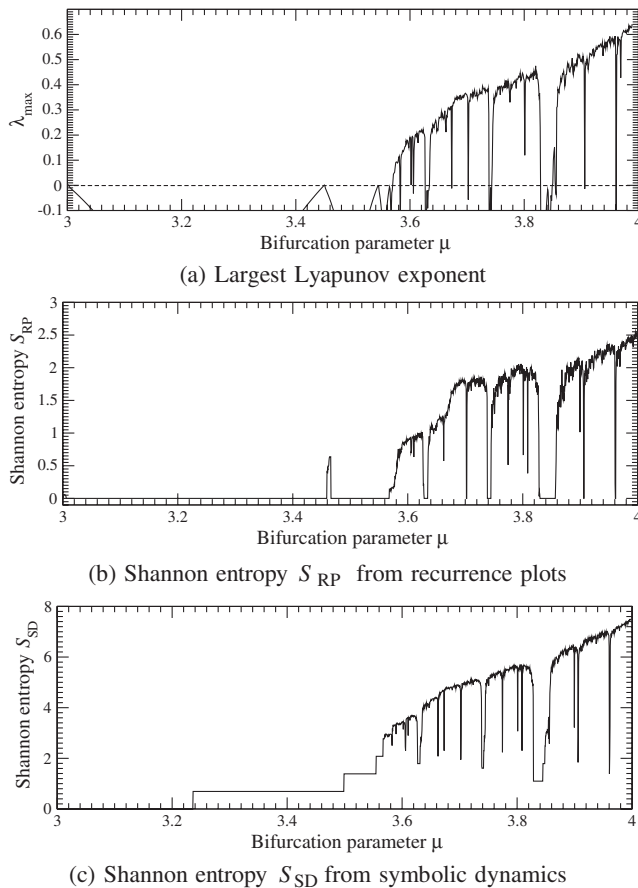 0.6
0.5
0.4
0.3
0.2
0.1
0
-0.1
λmax
3 3.2 3.4 3.6 3.8 4
Bifurcation parameter μ
(a) Largest Lyapunov exponent
3
2.5
2
1.5
1
0.5
0
Shannon entropy SRP
3 3.2 3.4 3.6 3.8 4
Bifurcation parameter μ
(b) Shannon entropy SRP from recurrence plots
8
6
4
2
0
Shannon entropy SSD
3 3.2 3.4 3.6 3.8 4
Bifurcation parameter μ
(c) Shannon entropy SSD from symbolic dynamics